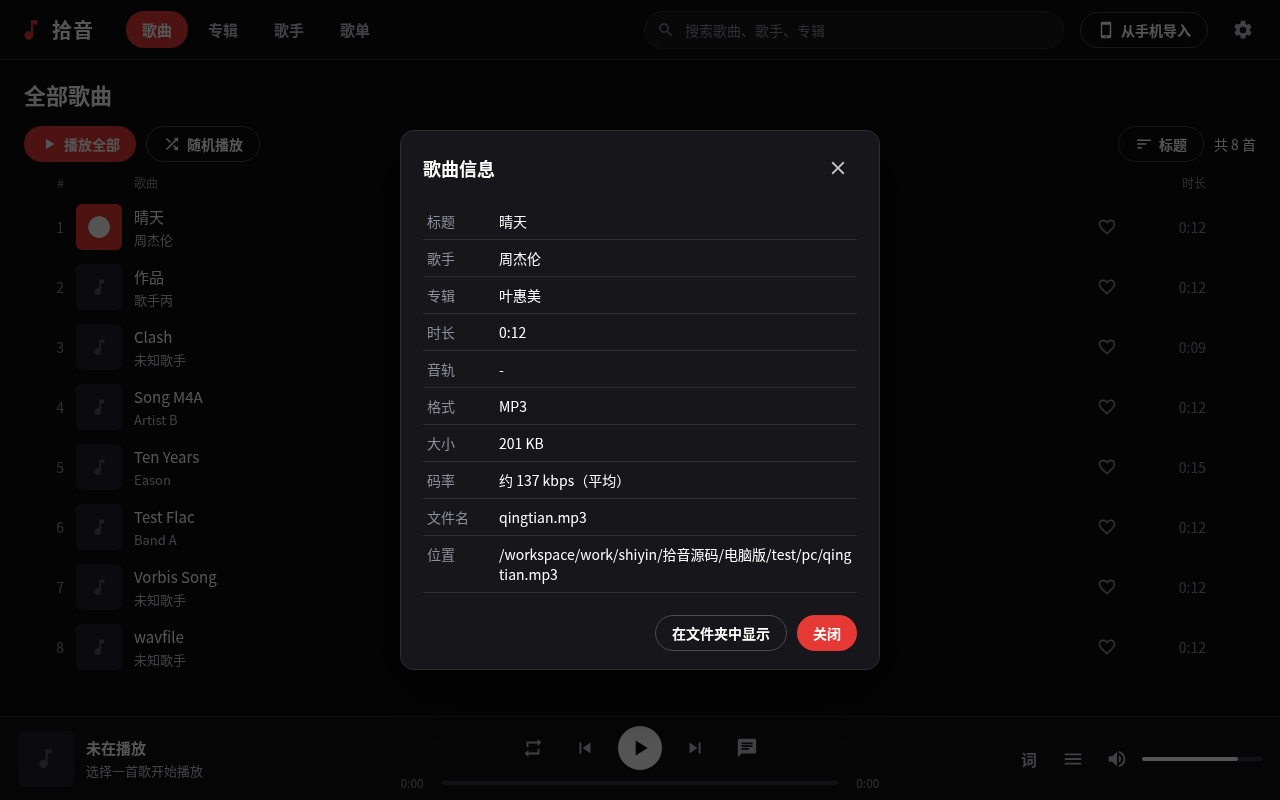 拾音
歌曲
专辑
歌手
歌单
搜索歌曲、歌手、专辑
从手机导入
全部歌曲
播放全部
随机播放
标题
共 8 首
# 歌曲 时长
1 晴天 0:12
周杰伦
2 作品 0:12
歌手丙
3 Clash 0:09
未知歌手
4 Song M4A 0:12
Artist B
5 Ten Years 0:15
Eason
6 Test Flac 0:12
Band A
7 Vorbis Song 0:12
未知歌手
8 wavfile 0:12
未知歌手
歌曲信息
标题 晴天
歌手 周杰伦
专辑 叶惠美
时长 0:12
音轨 -
格式 MP3
大小 201 KB
码率 约 137 kbps（平均）
文件名 qingtian.mp3
位置 /workspace/work/shiyin/拾音源码/电脑版/test/pc/qing
tian.mp3
在文件夹中显示
关闭
未在播放
选择一首歌开始播放
0:00
0:00
词